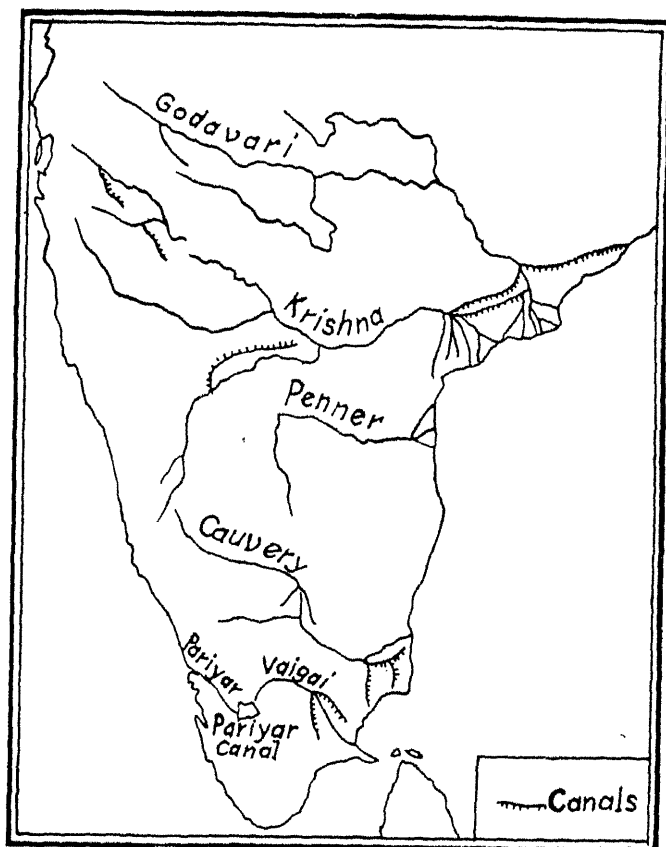 Godavari
Krishna
Penner
Cauvery
Pariyar
Vaigai
Pariyar
Canal
Canals